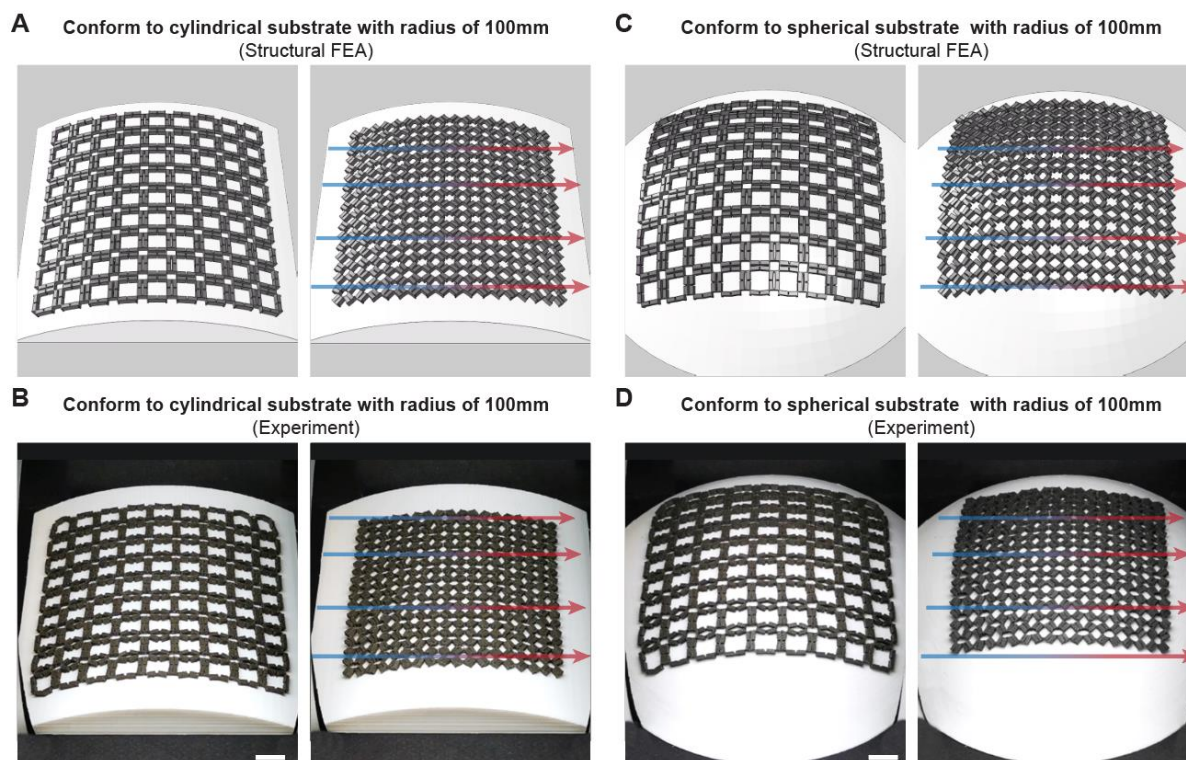 A
Conform to cylindrical substrate with radius of 100mm
(Structural FEA)
C
Conform to spherical substrate with radius of 100mm
(Structural FEA)
B
Conform to cylindrical substrate with radius of 100mm
(Experiment)
D
Conform to spherical substrate with radius of 100mm
(Experiment)